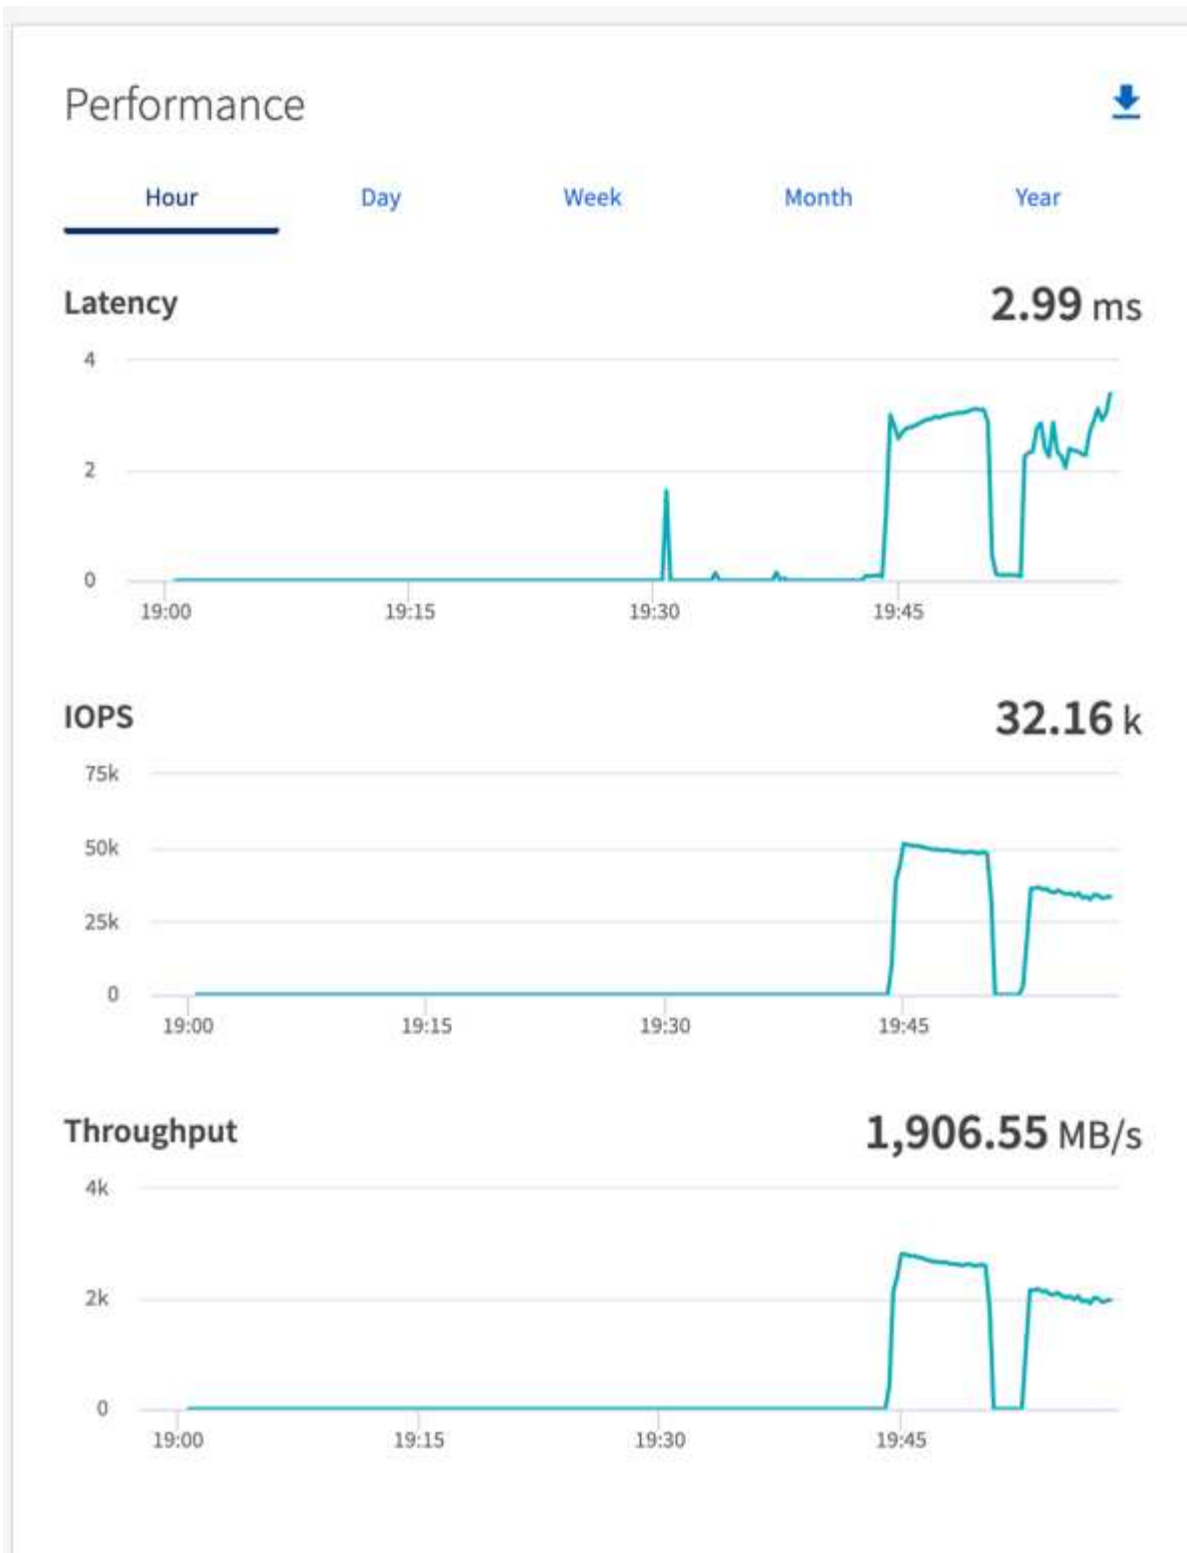 Performance
Hour Day Week Month Year
Latency 2.99 ms
4
2
0
19:00 19:15 19:30 19:45
IOPS 32.16 k
75k
50k
25k
0
19:00 19:15 19:30 19:45
Throughput 1,906.55 MB/s
4k
2k
0
19:00 19:15 19:30 19:45